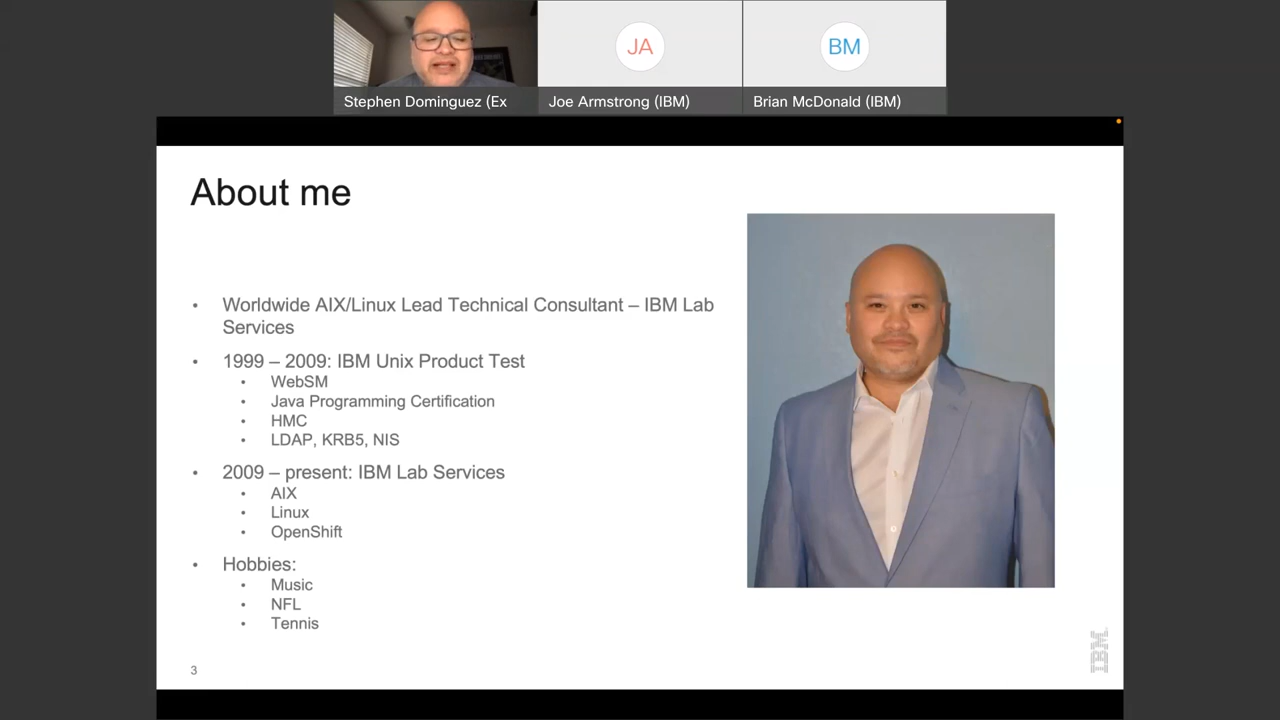 JA
BM
Stephen Dominguez (Ex
Joe Armstrong (IBM)
Brian McDonald (IBM)
About me
• Worldwide AIX/Linux Lead Technical Consultant – IBM Lab
Services
• 1999 – 2009: IBM Unix Product Test
• WebSM
• Java Programming Certification
• HMC
• LDAP, KRB5, NIS
• 2009 – present: IBM Lab Services
• AIX
• Linux
• OpenShift
• Hobbies:
• Music
• NFL
• Tennis
3
IBM